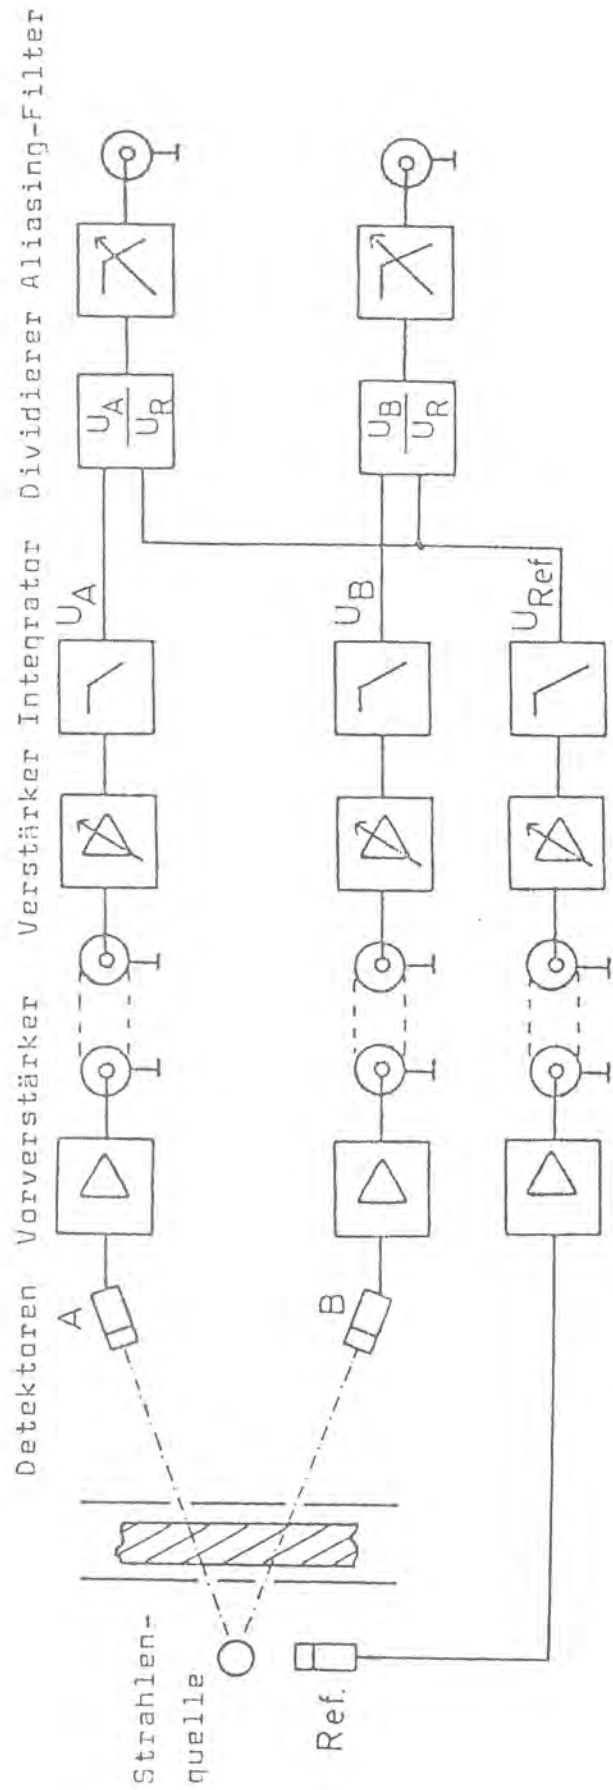 Detektoren Vorverstärker Verstärker Integrator Dividierer Aliasing-Filter
Strahlen-
quelle
Ref.
A
B
U_A
U_B
U_Ref
U_A
U_R
U_B
U_R